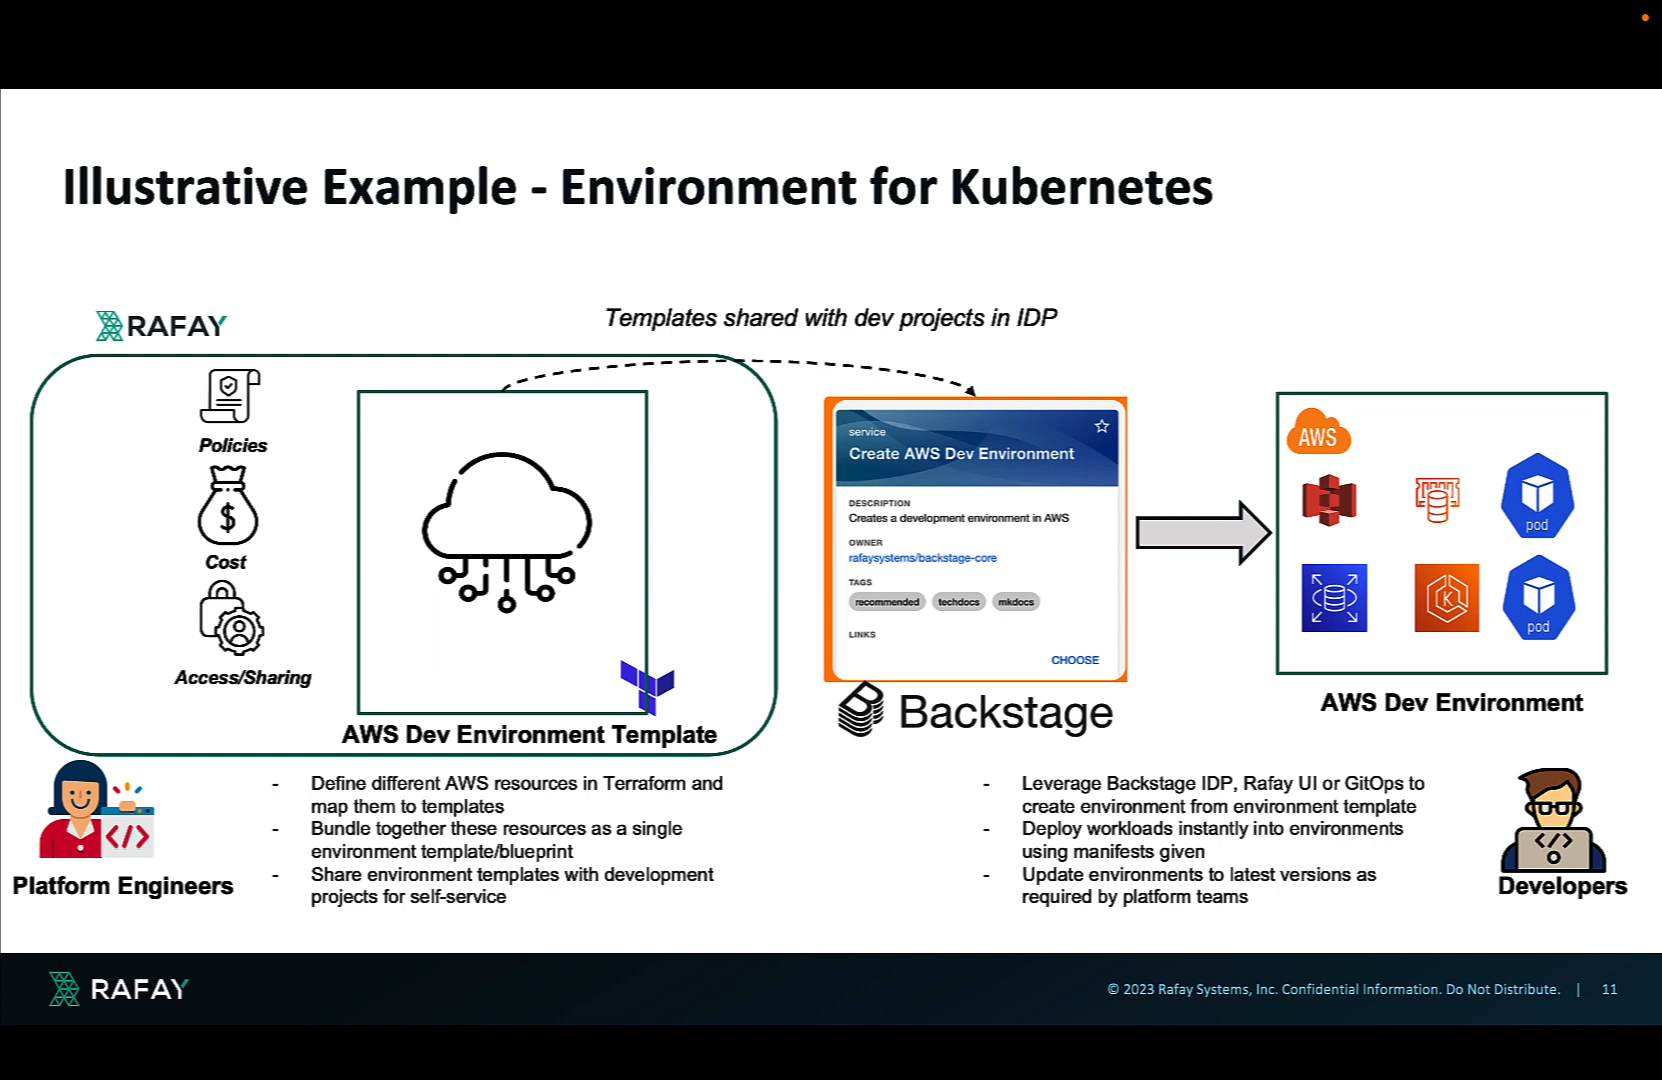 Illustrative Example - Environment for Kubernetes
Templates shared with dev projects in IDP
RAFAY
Policies
Cost
Access/Sharing
AWS Dev Environment Template
service
Create AWS Dev Environment
DESCRIPTION
Creates a development environment in AWS
OWNER
rafaysystems/backstage-core
TAGS
recommended techdocs mkdocs
LINKS
CHOOSE
Backstage
AWS
pod
pod
AWS Dev Environment
Platform Engineers
- Define different AWS resources in Terraform and
map them to templates
- Bundle together these resources as a single
environment template/blueprint
- Share environment templates with development
projects for self-service
- Leverage Backstage IDP, Rafay UI or GitOps to
create environment from environment template
- Deploy workloads instantly into environments
using manifests given
- Update environments to latest versions as
required by platform teams
Developers
RAFAY
© 2023 Rafay Systems, Inc. Confidential Information. Do Not Distribute. | 11